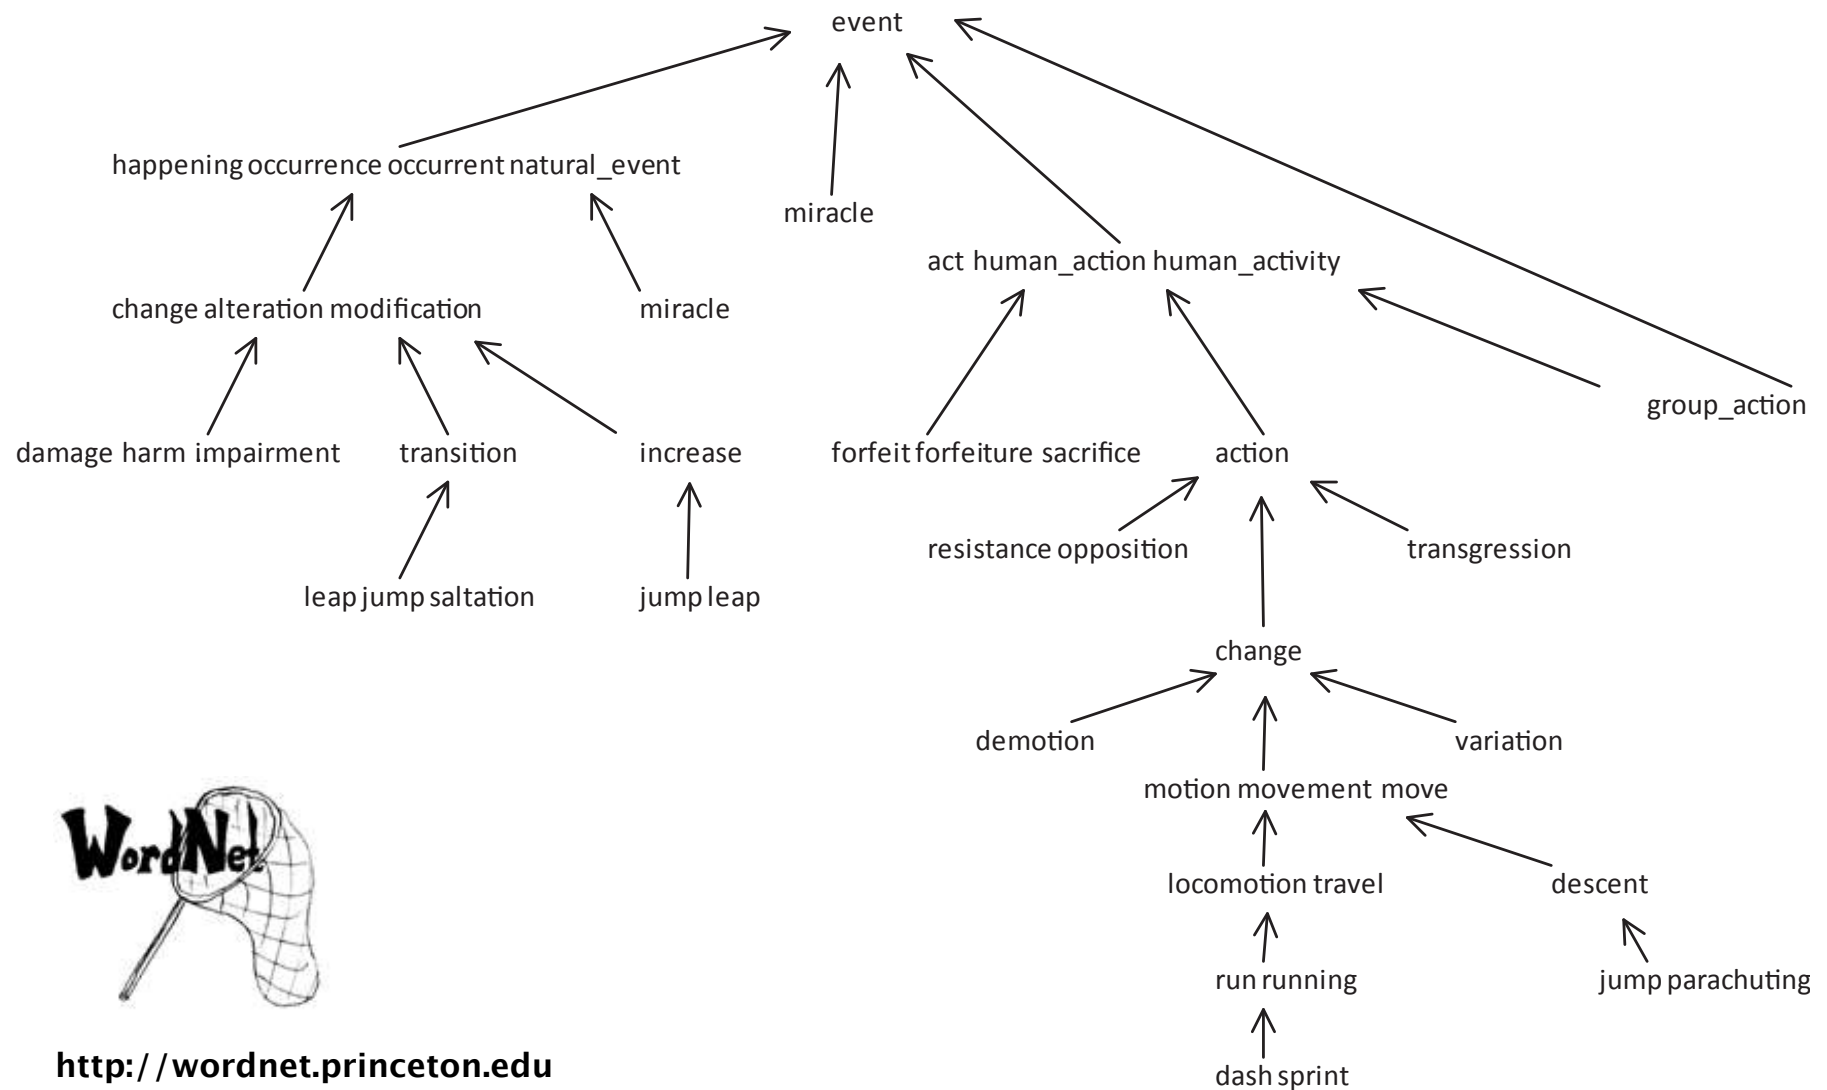 event
happening occurrence occurrent natural_event
miracle
act human_action human_activity
change alteration modification
miracle
group_action
damage harm impairment
transition
increase
forfeit forfeiture sacrifice
action
resistance opposition
transgression
leap jump saltation
jump leap
change
demotion
variation
motion movement move
WordNet
locomotion travel
descent
run running
jump parachuting
http://wordnet.princeton.edu
dash sprint